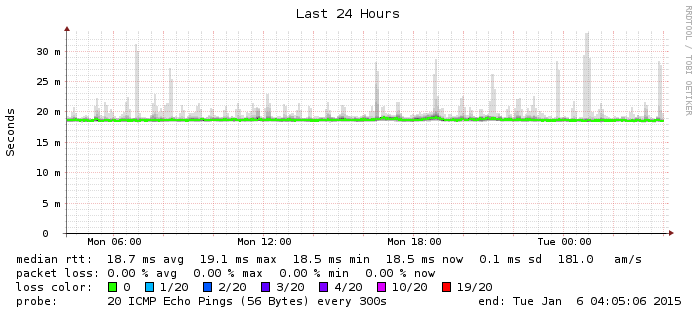 Last 24 Hours
RRDTOOL / TOBI OETIKER
Seconds
30 m
25 m
20 m
15 m
10 m
5 m
0
Mon 06:00 Mon 12:00 Mon 18:00 Tue 00:00
median rtt: 18.7 ms avg 19.1 ms max 18.5 ms min 18.5 ms now 0.1 ms sd 181.0 am/s
packet loss: 0.00 % avg 0.00 % max 0.00 % min 0.00 % now
loss color: 0 1/20 2/20 3/20 4/20 10/20 19/20
probe: 20 ICMP Echo Pings (56 Bytes) every 300s end: Tue Jan 6 04:05:06 2015